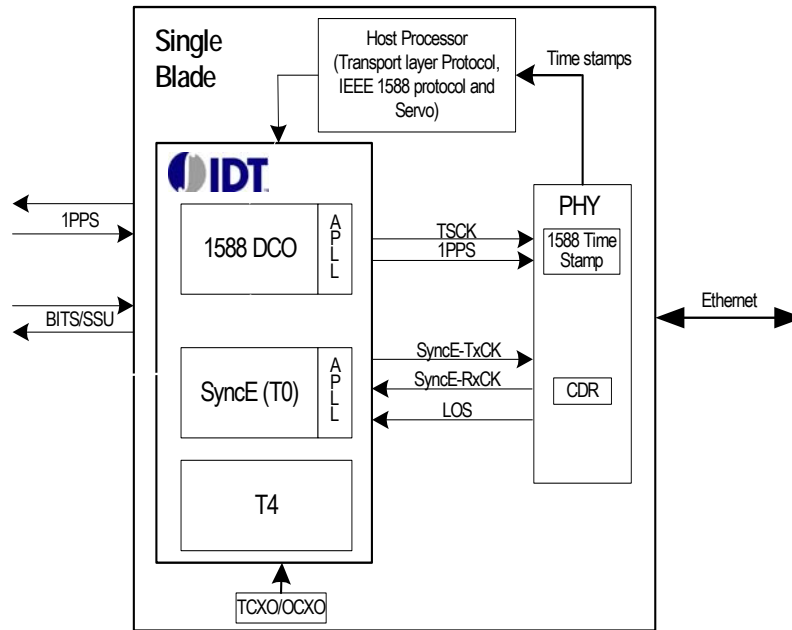 Single
Blade
Host Processor
(Transport layer Protocol,
IEEE 1588 protocol and
Servo)
Time stamps
IDT
PHY
1588 DCO
APLL
TSCK
1PPS
1588 Time
Stamp
1PPS
BITS/SSU
Ethernet
SyncE (T0)
APLL
SyncE-TxCK
SyncE-RxCK
LOS
CDR
T4
TCXO/OCXO